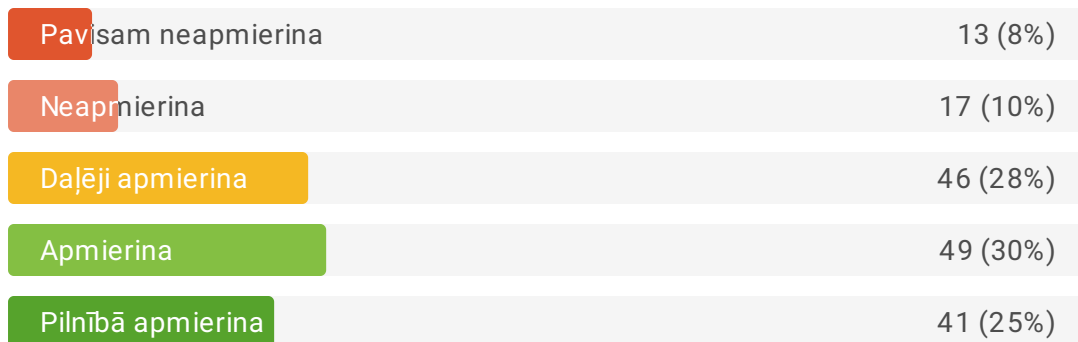 Pavisam neapmierina 13 (8%)
Neapmierina 17 (10%)
Daļēji apmierina 46 (28%)
Apmierina 49 (30%)
Pilnībā apmierina 41 (25%)